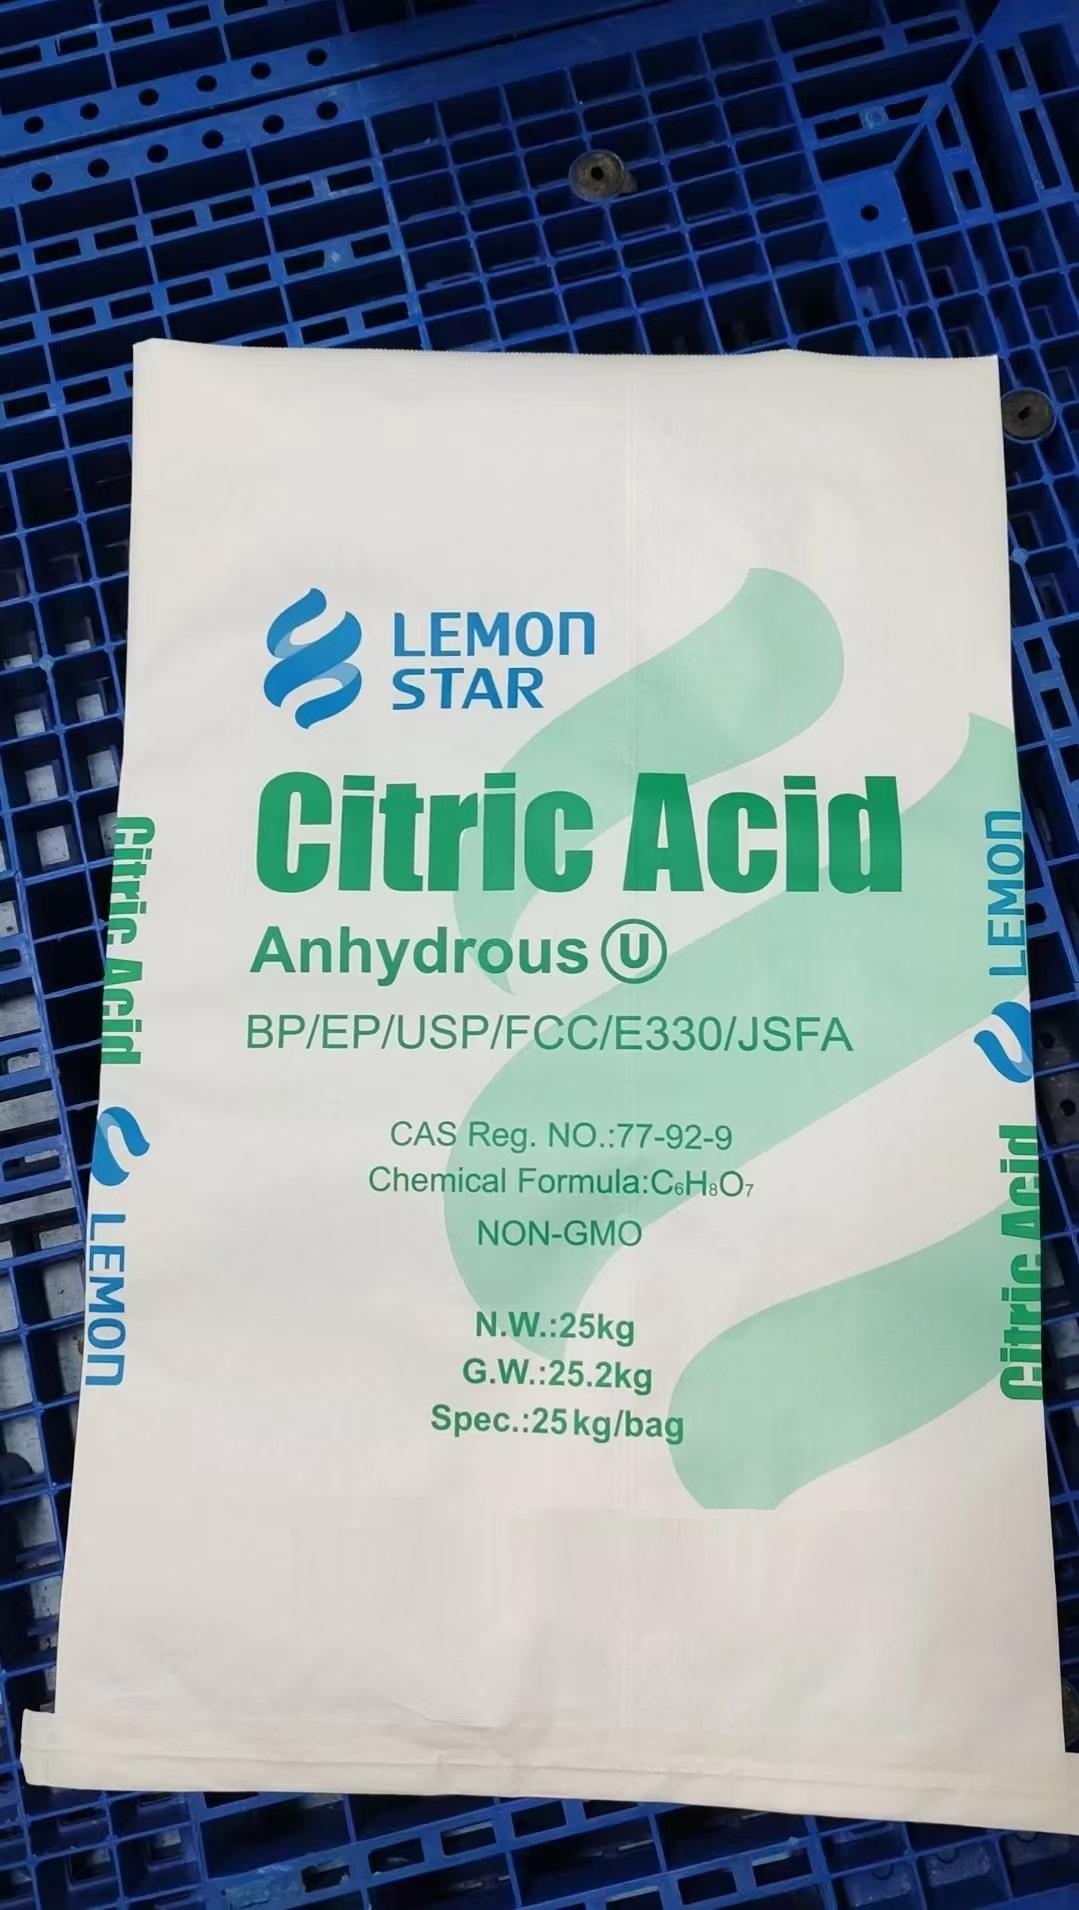 LEMON
STAR
Citric Acid
Anhydrous U
BP/EP/USP/FCC/E330/JSFA
CAS Reg. NO.:77-92-9
Chemical Formula:C₆H₈O₇
NON-GMO
N.W.:25kg
G.W.:25.2kg
Spec.:25kg/bag
Citric Acid
LEMON
LEMON
Citric Acid